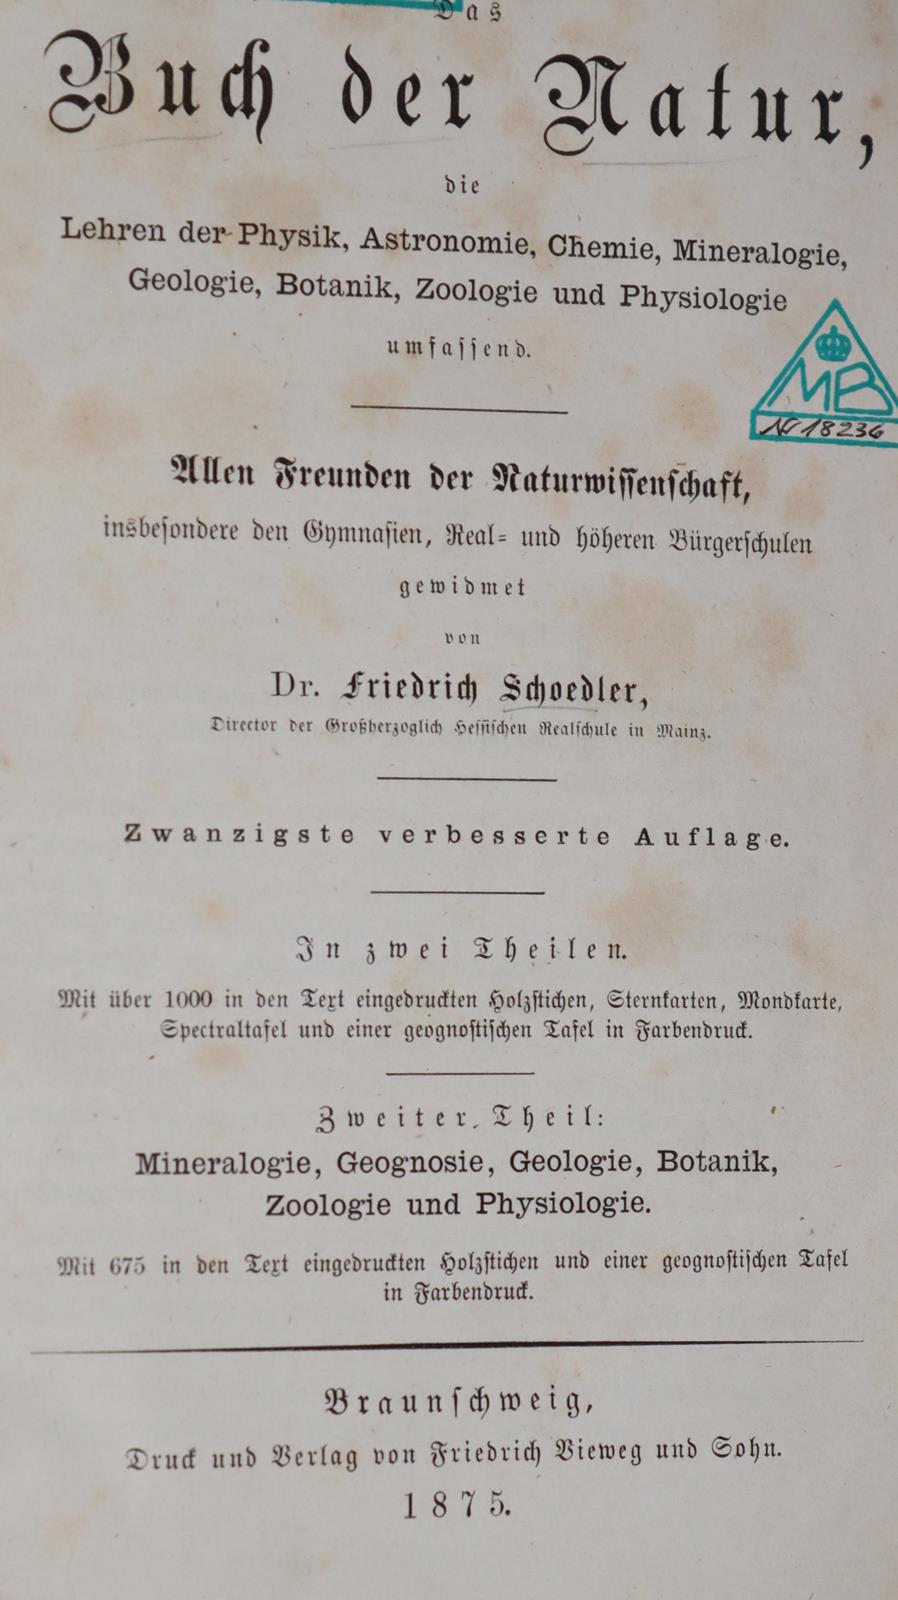 Das
Buch der Natur,
die
Lehren der Physik, Astronomie, Chemie, Mineralogie,
Geologie, Botanik, Zoologie und Physiologie
umfassend.
MB
Nr 18236
Allen Freunden der Naturwissenschaft,
insbesondere den Gymnasien, Real- und höheren Bürgerschulen
gewidmet
von
Dr. Friedrich Schoedler,
Director der Großherzoglich Hessischen Realschule in Mainz.
Zwanzigste verbesserte Auflage.
In zwei Theilen.
Mit über 1000 in den Text eingedruckten Holzstichen, Sternkarten, Mondkarte,
Spectraltafel und einer geognostischen Tafel in Farbendruck.
Zweiter Theil:
Mineralogie, Geognosie, Geologie, Botanik,
Zoologie und Physiologie.
Mit 675 in den Text eingedruckten Holzstichen und einer geognostischen Tafel
in Farbendruck.
Braunschweig,
Druck und Verlag von Friedrich Vieweg und Sohn.
1875.